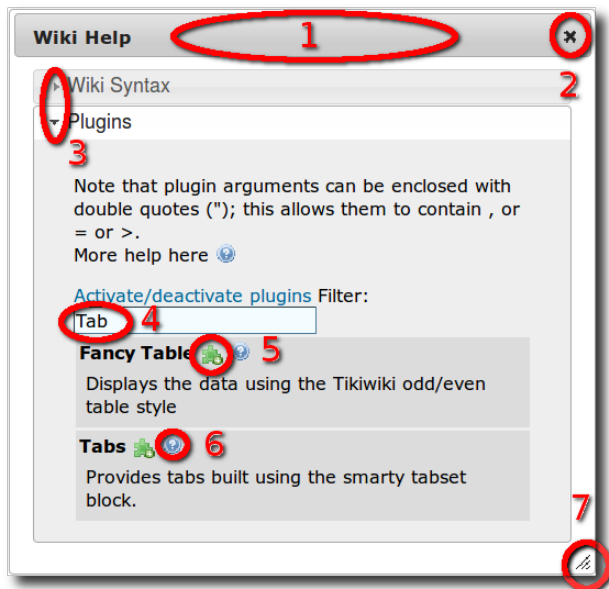 Wiki Help 1
2
Wiki Syntax
Plugins
3
Note that plugin arguments can be enclosed with
double quotes ("); this allows them to contain , or
= or >.
More help here
Activate/deactivate plugins Filter:
Tab 4
Fancy Table 5
Displays the data using the Tikiwiki odd/even
table style
Tabs 6
Provides tabs built using the smarty tabset
block.
7